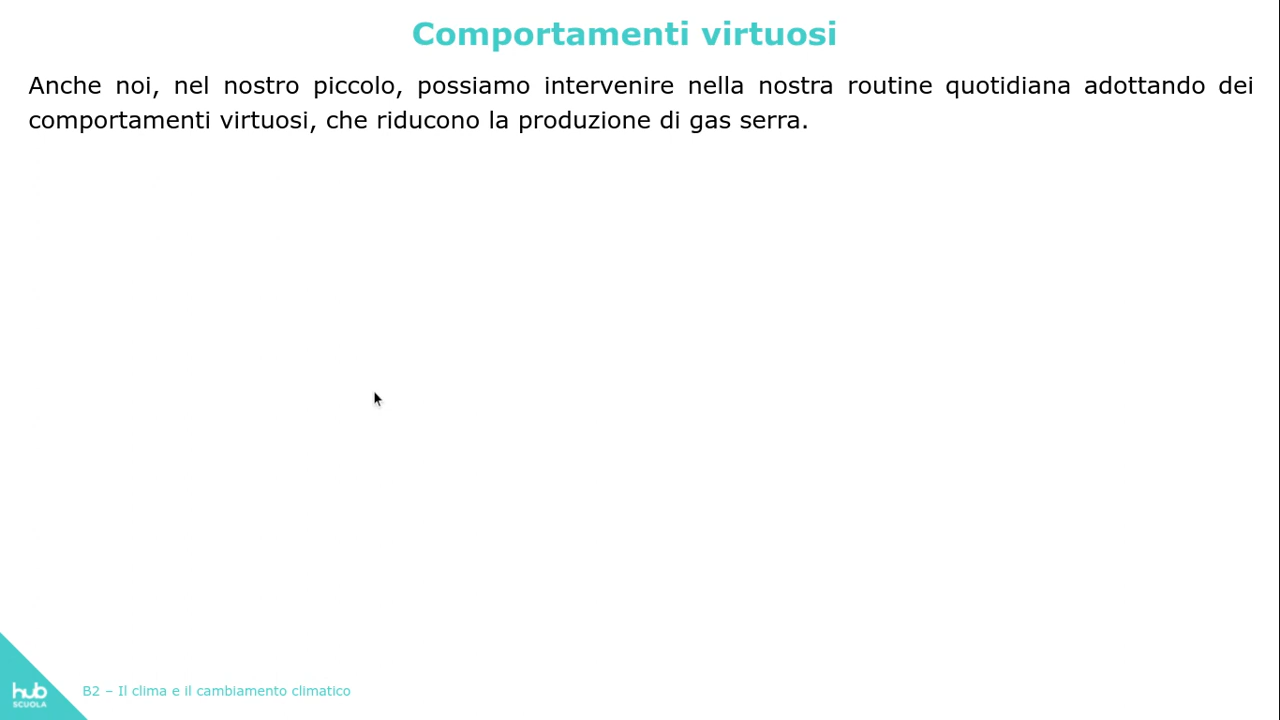 Comportamenti virtuosi
Anche noi, nel nostro piccolo, possiamo intervenire nella nostra routine quotidiana adottando dei
comportamenti virtuosi, che riducono la produzione di gas serra.
hub
SCUOLA
B2 – Il clima e il cambiamento climatico